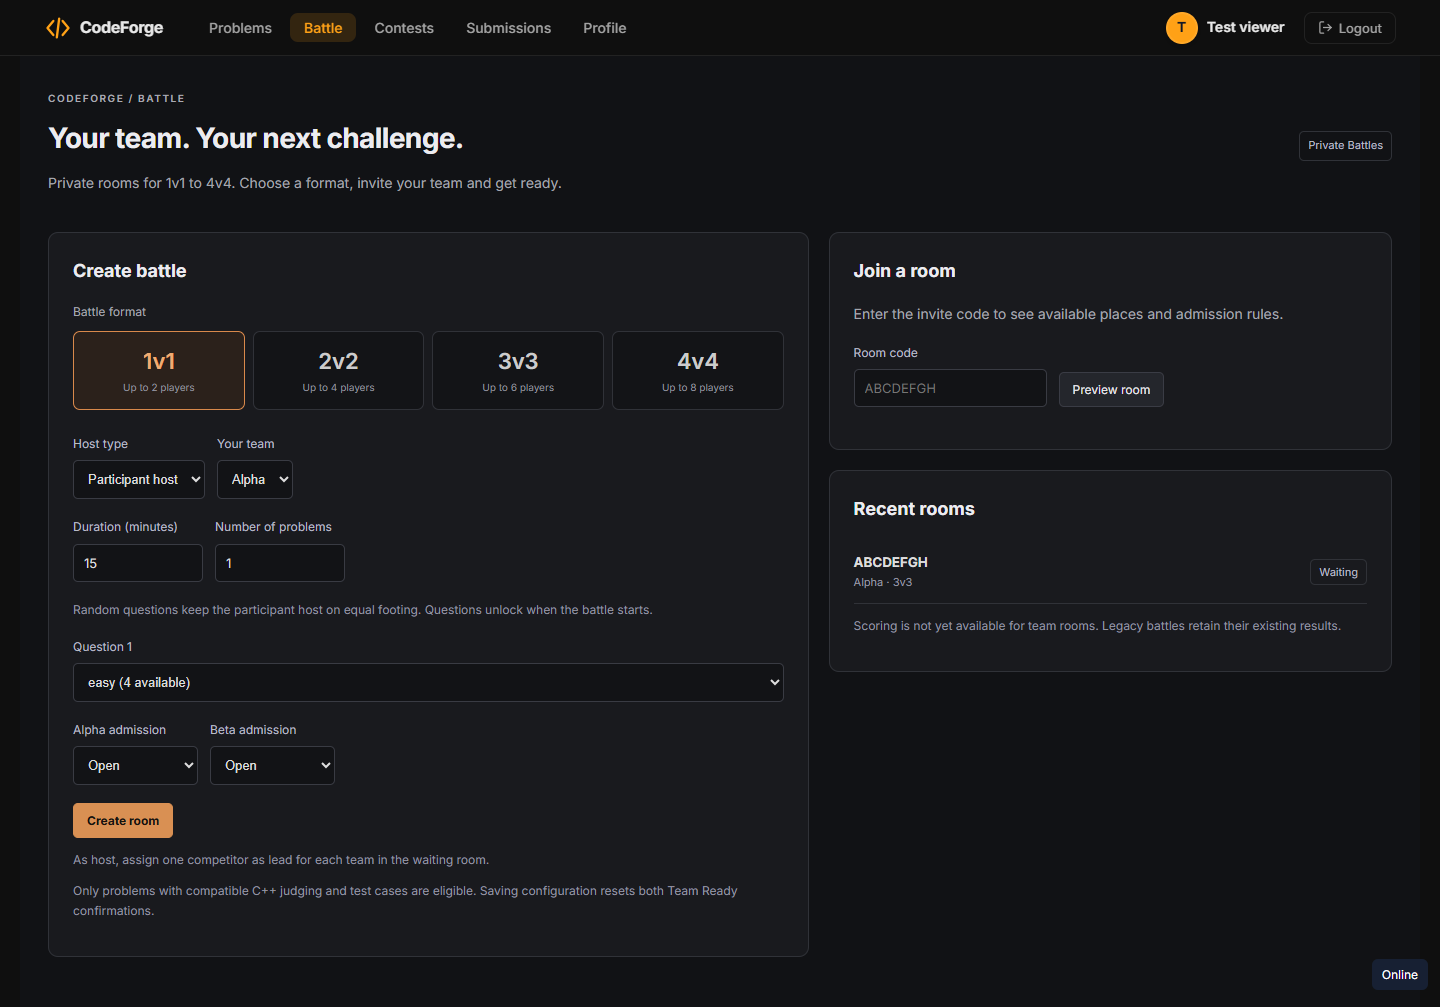 CodeForge
Problems
Battle
Contests
Submissions
Profile
T
Test viewer
Logout
CODEFORGE / BATTLE
Your team. Your next challenge.
Private rooms for 1v1 to 4v4. Choose a format, invite your team and get ready.
Private Battles
Create battle
Battle format
1v1
Up to 2 players
2v2
Up to 4 players
3v3
Up to 6 players
4v4
Up to 8 players
Host type
Your team
Participant host
Alpha
Duration (minutes)
Number of problems
15
1
Random questions keep the participant host on equal footing. Questions unlock when the battle starts.
Question 1
easy (4 available)
Alpha admission
Beta admission
Open
Open
Create room
As host, assign one competitor as lead for each team in the waiting room.
Only problems with compatible C++ judging and test cases are eligible. Saving configuration resets both Team Ready
confirmations.
Join a room
Enter the invite code to see available places and admission rules.
Room code
ABCDEFGH
Preview room
Recent rooms
ABCDEFGH
Alpha · 3v3
Waiting
Scoring is not yet available for team rooms. Legacy battles retain their existing results.
Online